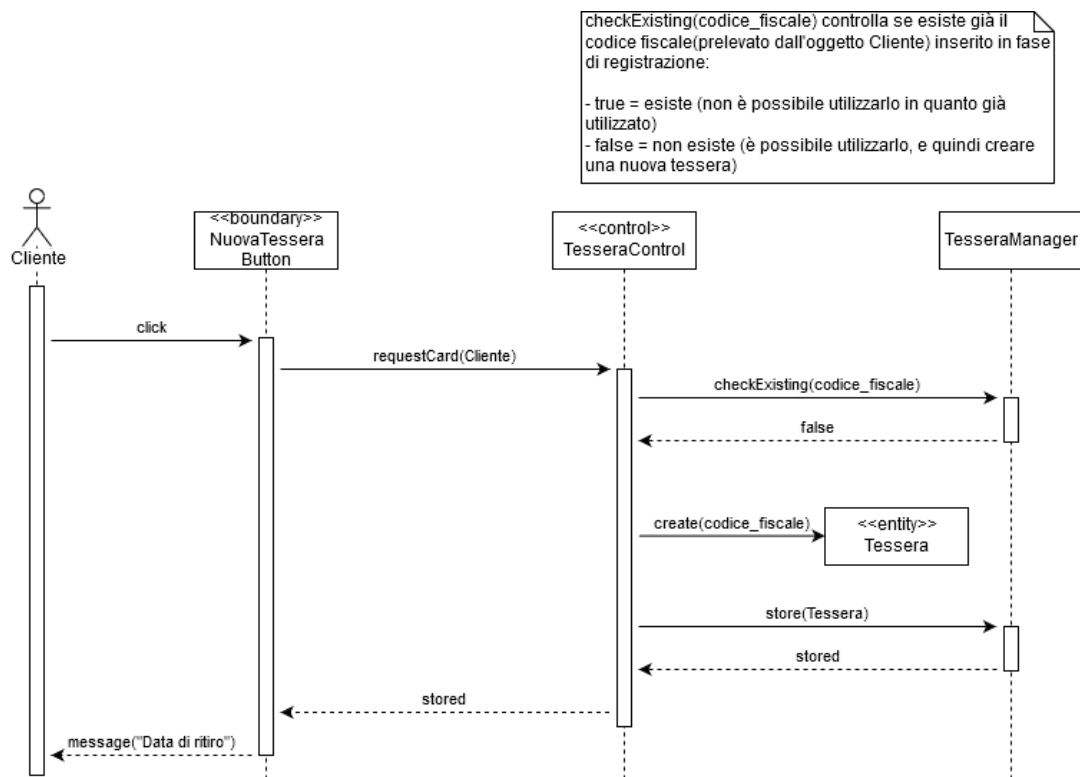 checkExisting(codice_fiscale) controlla se esiste già il
codice fiscale(prelevato dall'oggetto Cliente) inserito in fase
di registrazione:
- true = esiste (non è possibile utilizzarlo in quanto già
utilizzato)
- false = non esiste (è possibile utilizzarlo, e quindi creare
una nuova tessera)
Cliente
<<boundary>>
NuovaTessera
Button
<<control>>
TesseraControl
TesseraManager
click
requestCard(Cliente)
checkExisting(codice_fiscale)
false
create(codice_fiscale)
<<entity>>
Tessera
store(Tessera)
stored
stored
message("Data di ritiro")